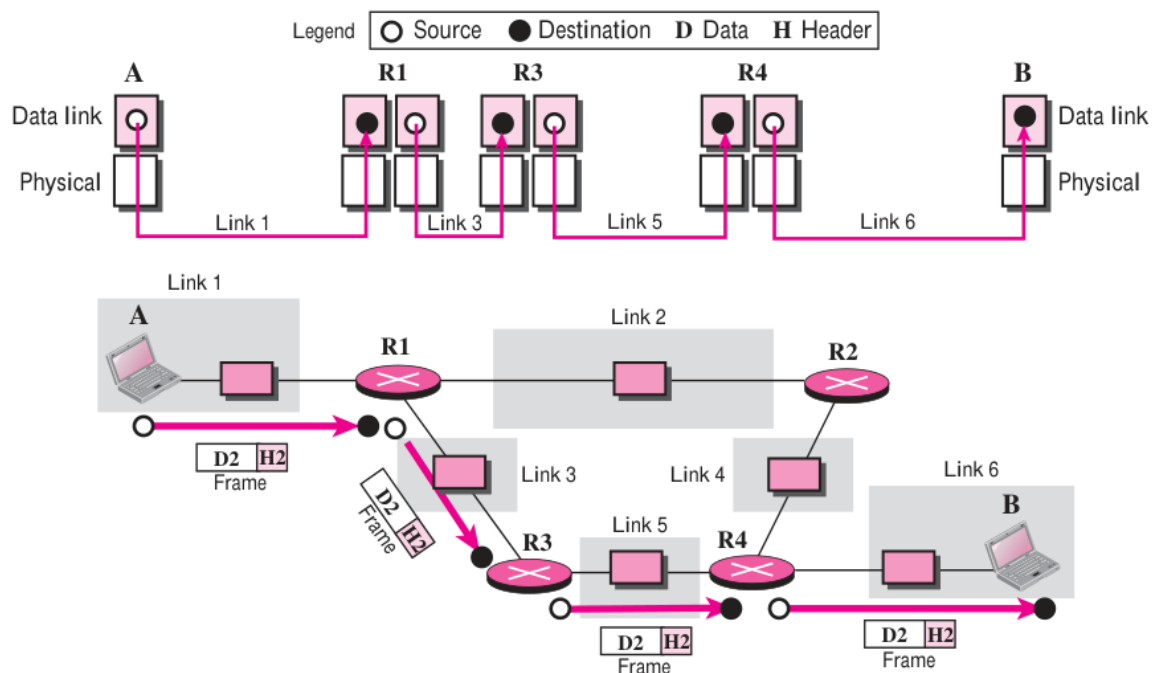 Legend Source Destination D Data H Header
A R1 R3 R4 B
Data link Data link
Physical Physical
Link 1 Link 3 Link 5 Link 6
Link 1
A
Link 2
R1 R2
D2 H2
Frame
Link 3
D2 H2
Frame
Link 4
Link 6
B
R3
Link 5
R4
D2 H2
Frame
D2 H2
Frame